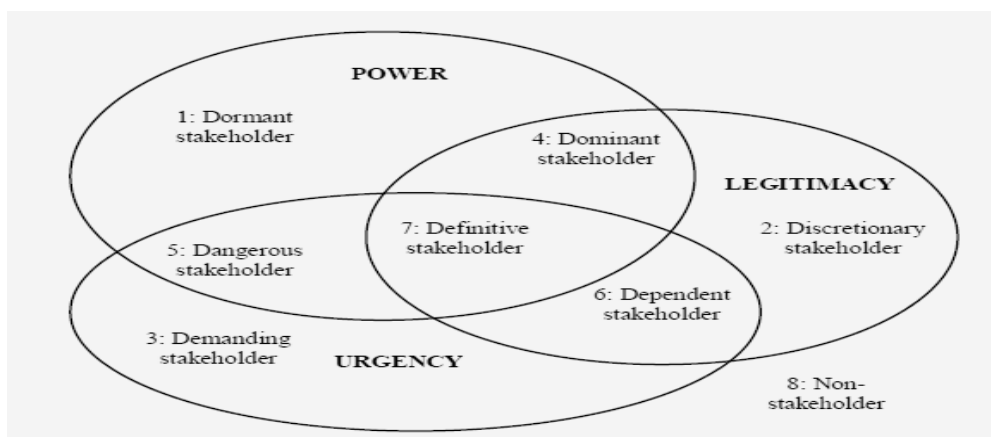 POWER
1: Dormant
stakeholder
4: Dominant
stakeholder
LEGITIMACY
7: Definitive
stakeholder
2: Discretionary
stakeholder
5: Dangerous
stakeholder
6: Dependent
stakeholder
3: Demanding
stakeholder
URGENCY
8: Non-
stakeholder